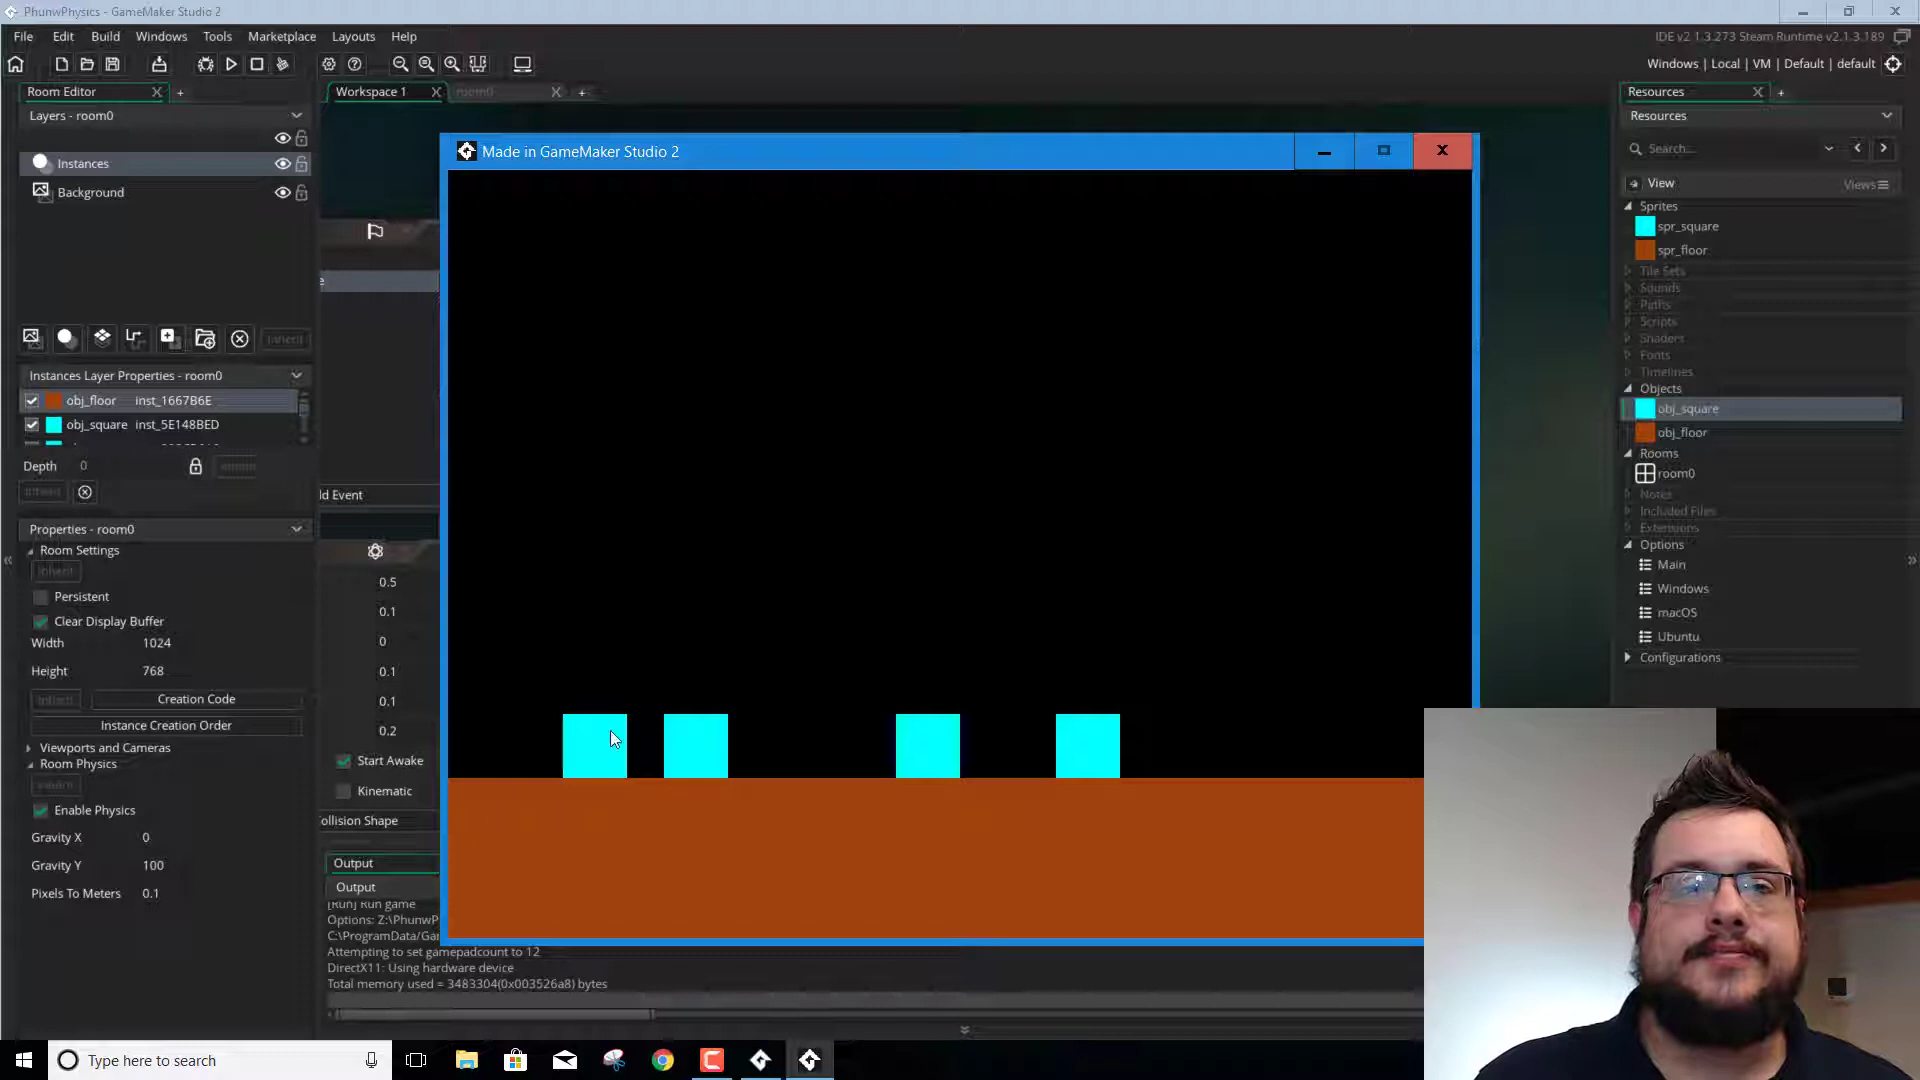 PhunwPhysics - GameMaker Studio 2
File Edit Build Windows Tools Marketplace Layouts Help
IDE v2.1.3.273 Steam Runtime v2.1.3.189
Windows | Local | VM | Default | default
Room Editor
Workspace 1
room0
Resources
Layers - room0
Resources
Instances
Background
Made in GameMaker Studio 2
Search...
View
Views
Sprites
spr_square
spr_floor
Tile Sets
Sounds
Paths
Scripts
Shaders
Fonts
Timelines
Objects
obj_square
obj_floor
Rooms
room0
Notes
Included Files
Extensions
Options
Main
Windows
macOS
Ubuntu
Configurations
Inherit
Instances Layer Properties - room0
obj_floor inst_1667B6E
obj_square inst_5E148BED
Depth 0
Inherit
Properties - room0
Room Settings
Inherit
Persistent
Clear Display Buffer
Width 1024
Height 768
Creation Code
Instance Creation Order
Viewports and Cameras
Room Physics
Enable Physics
Gravity X 0
Gravity Y 100
Pixels To Meters 0.1
e
ld Event
0.5
0.1
0
0.1
0.1
0.2
Start Awake
Kinematic
ollision Shape
Output
Output
[Run] Run game
Options: Z:\PhunwP
C:\ProgramData/Gar
Attempting to set gamepadcount to 12
DirectX11: Using hardware device
Total memory used = 3483304(0x003526a8) bytes
Type here to search